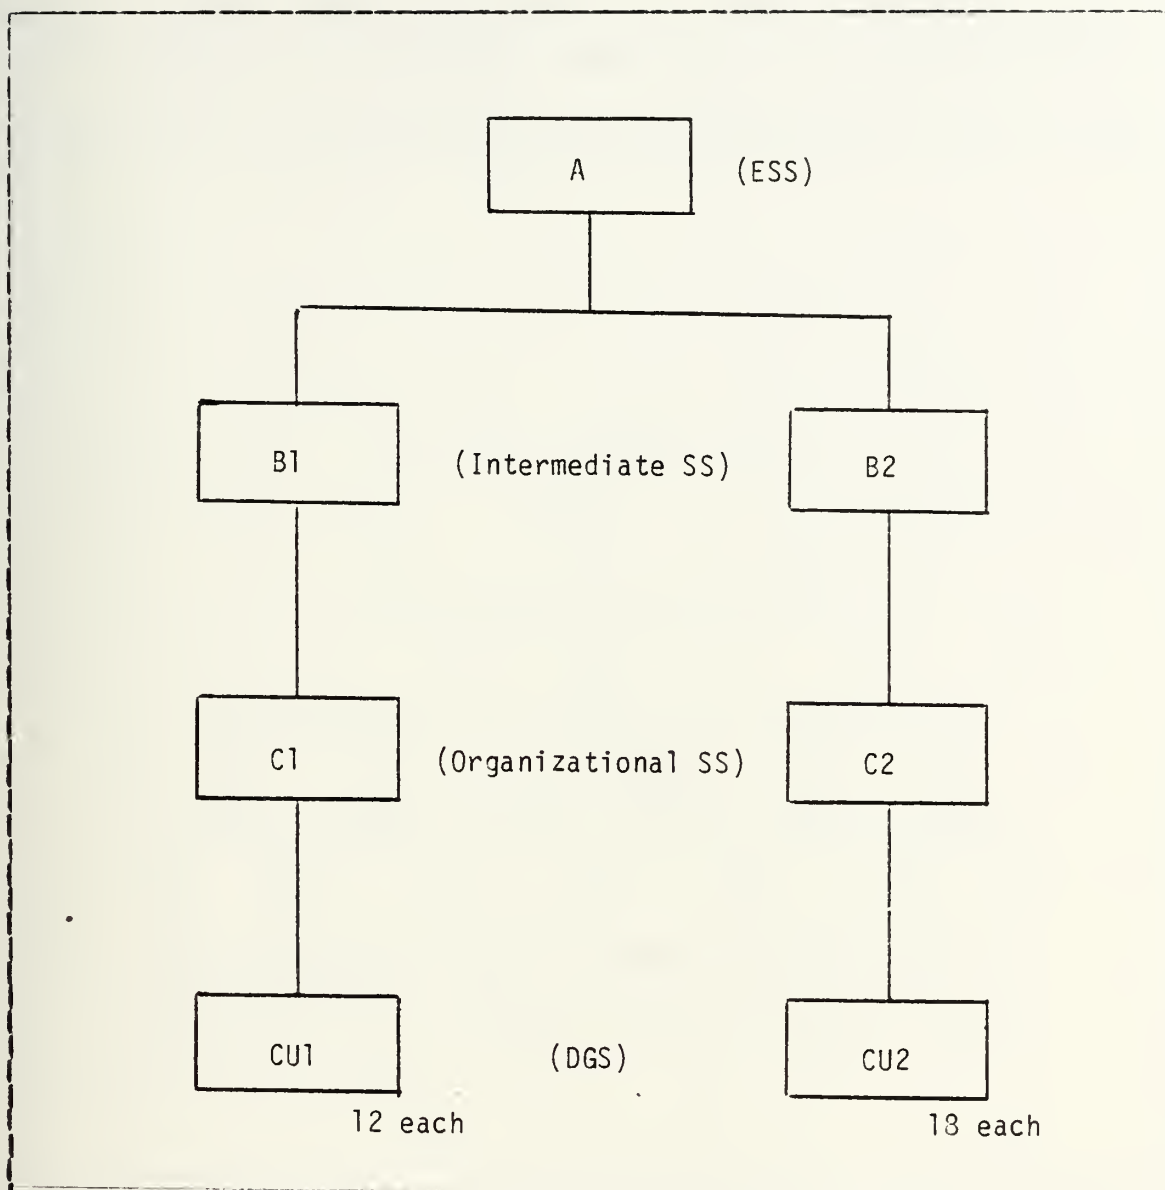 A (ESS)
B1 (Intermediate SS) B2
C1 (Organizational SS) C2
CU1 (DGS) CU2
12 each 18 each